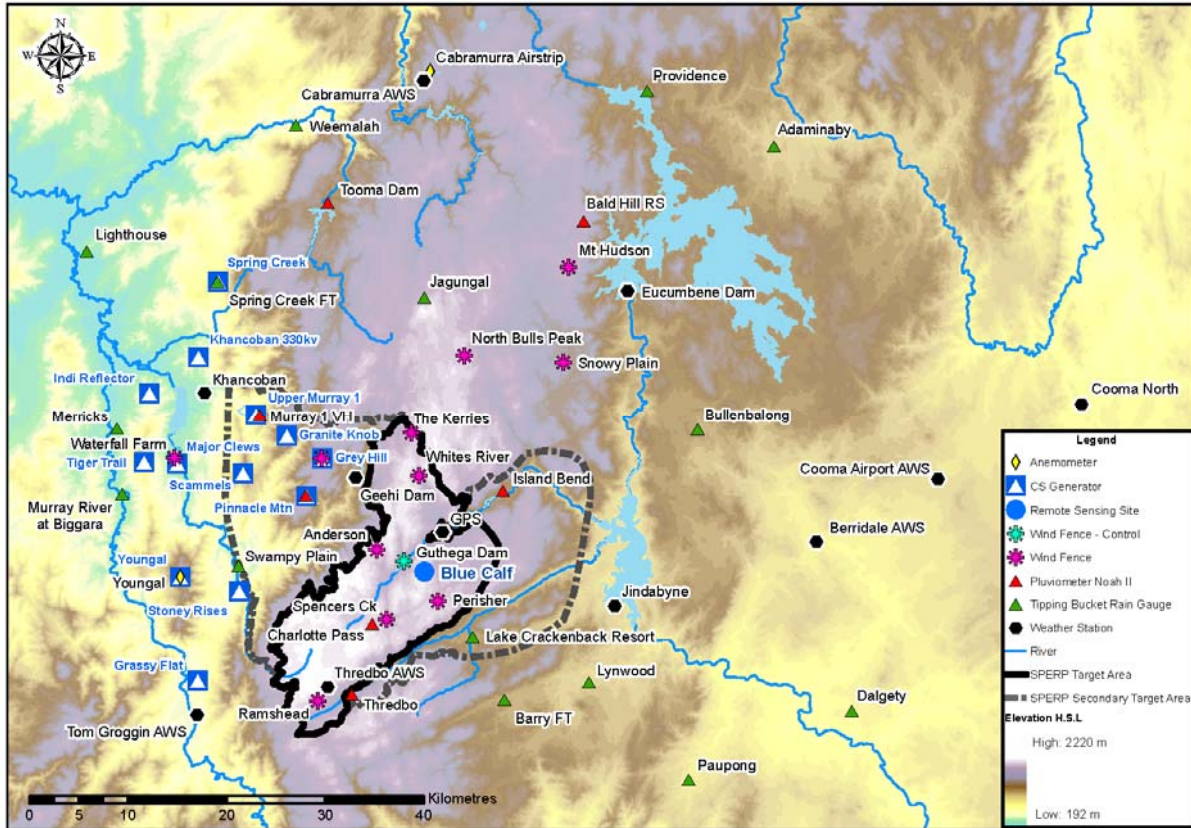 N
W E
S
Cabramurra Airstrip
Cabramurra AWS
Providence
Weemalah
Adaminaby
Tooma Dam
Bald Hill RS
Lighthouse
Mt Hudson
Spring Creek
Spring Creek FT
Jagungal
Eucumbene Dam
Khancoban 330kv
North Bulls Peak
Snowy Plain
Indi Reflector
Khancoban
Cooma North
Upper Murray 1
Merricks
Murray 1 VH
The Kerries
Bullenbalong
Granite Knob
Waterfall Farm
Major Clews
Tiger Trail
Grey Hill
Whites River
Cooma Airport AWS
Scammels
Geehi Dam
Island Bend
Murray River
at Biggara
Pinnacle Mtn
GPS
Berridale AWS
Anderson
Guthega Dam
Youngal
Youngal
Swampy Plain
Blue Calf
Stoney Rises
Spencers Ck
Perisher
Jindabyne
Charlotte Pass
Lake Crackenback Resort
Grassy Flat
Thredbo AWS
Lynwood
Ramshead
Thredbo
Barry FT
Dalgety
Tom Groggin AWS
Paupong
Kilometres
0 5 10 20 30 40
Legend
Anemometer
CS Generator
Remote Sensing Site
Wind Fence - Control
Wind Fence
Pluviometer Noah II
Tipping Bucket Rain Gauge
Weather Station
River
SPERP Target Area
SPERP Secondary Target Area
Elevation H.S.L
High: 2220 m
Low: 192 m